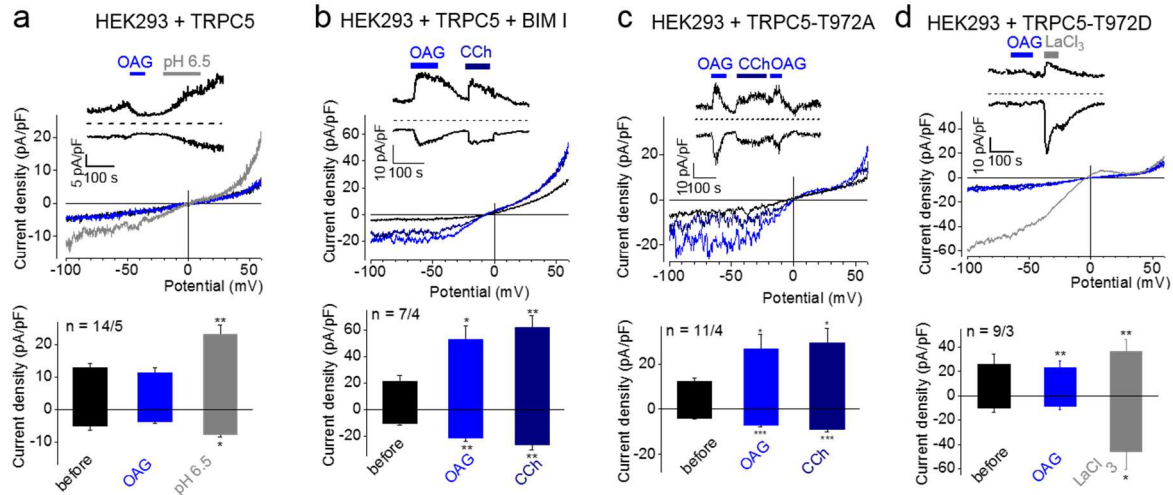 a HEK293 + TRPC5
OAG pH 6.5
5 pA/pF
100 s
Current density (pA/pF)
20
10
0
-10
-100 -50 0 50
Potential (mV)
n = 14/5
**
*
Current density (pA/pF)
30
20
10
0
10
before
OAG
pH 6.5
b HEK293 + TRPC5 + BIM I
OAG CCh
10 pA/pF
100 s
Current density (pA/pF)
60
40
20
0
-20
-100 -50 0 50
Potential (mV)
n = 7/4
* **
** **
Current density (pA/pF)
60
40
20
0
20
before
OAG
CCh
c HEK293 + TRPC5-T972A
OAG CCh OAG
10 pA/pF
100 s
Current density (pA/pF)
20
0
-20
-100 -50 0 50
Potential (mV)
n = 11/4
* *
*** ***
Current density (pA/pF)
40
20
0
20
before
OAG
CCh
d HEK293 + TRPC5-T972D
OAG LaCl3
10 pA/pF
100 s
Current density (pA/pF)
20
0
-20
-40
-60
-100 -50 0 50
Potential (mV)
n = 9/3
** **
*
Current density (pA/pF)
60
40
20
0
-20
-40
-60
before
OAG
LaCl
3